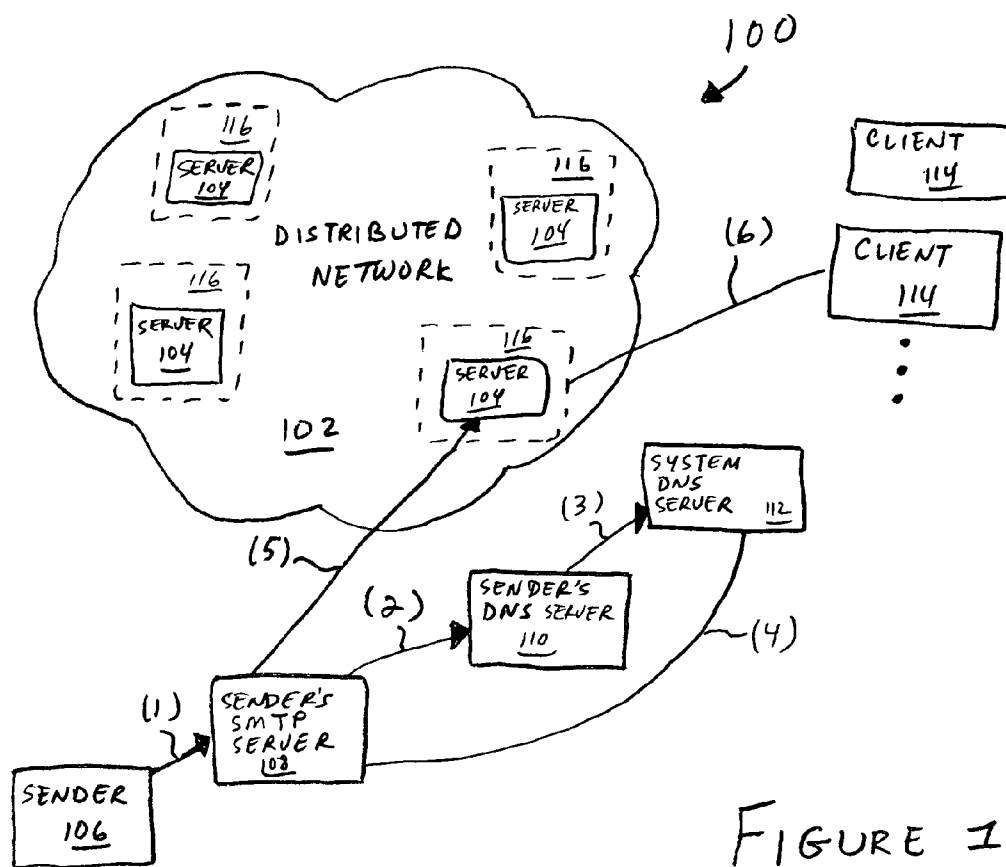 100
116
SERVER
104
116
SERVER
104
DISTRIBUTED
NETWORK
116
SERVER
104
116
SERVER
104
102
CLIENT
114
CLIENT
114
(6)
SYSTEM
DNS
SERVER 112
(3)
(5)
SENDER'S
DNS SERVER
110
(2)
(4)
SENDER'S
SMTP
SERVER
108
(1)
SENDER
106
FIGURE 1